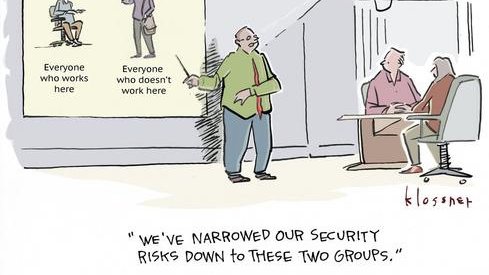 Everyone
who works
here
Everyone
who doesn't
work here
klossner
"WE'VE NARROWED OUR SECURITY
RISKS DOWN TO THESE TWO GROUPS."